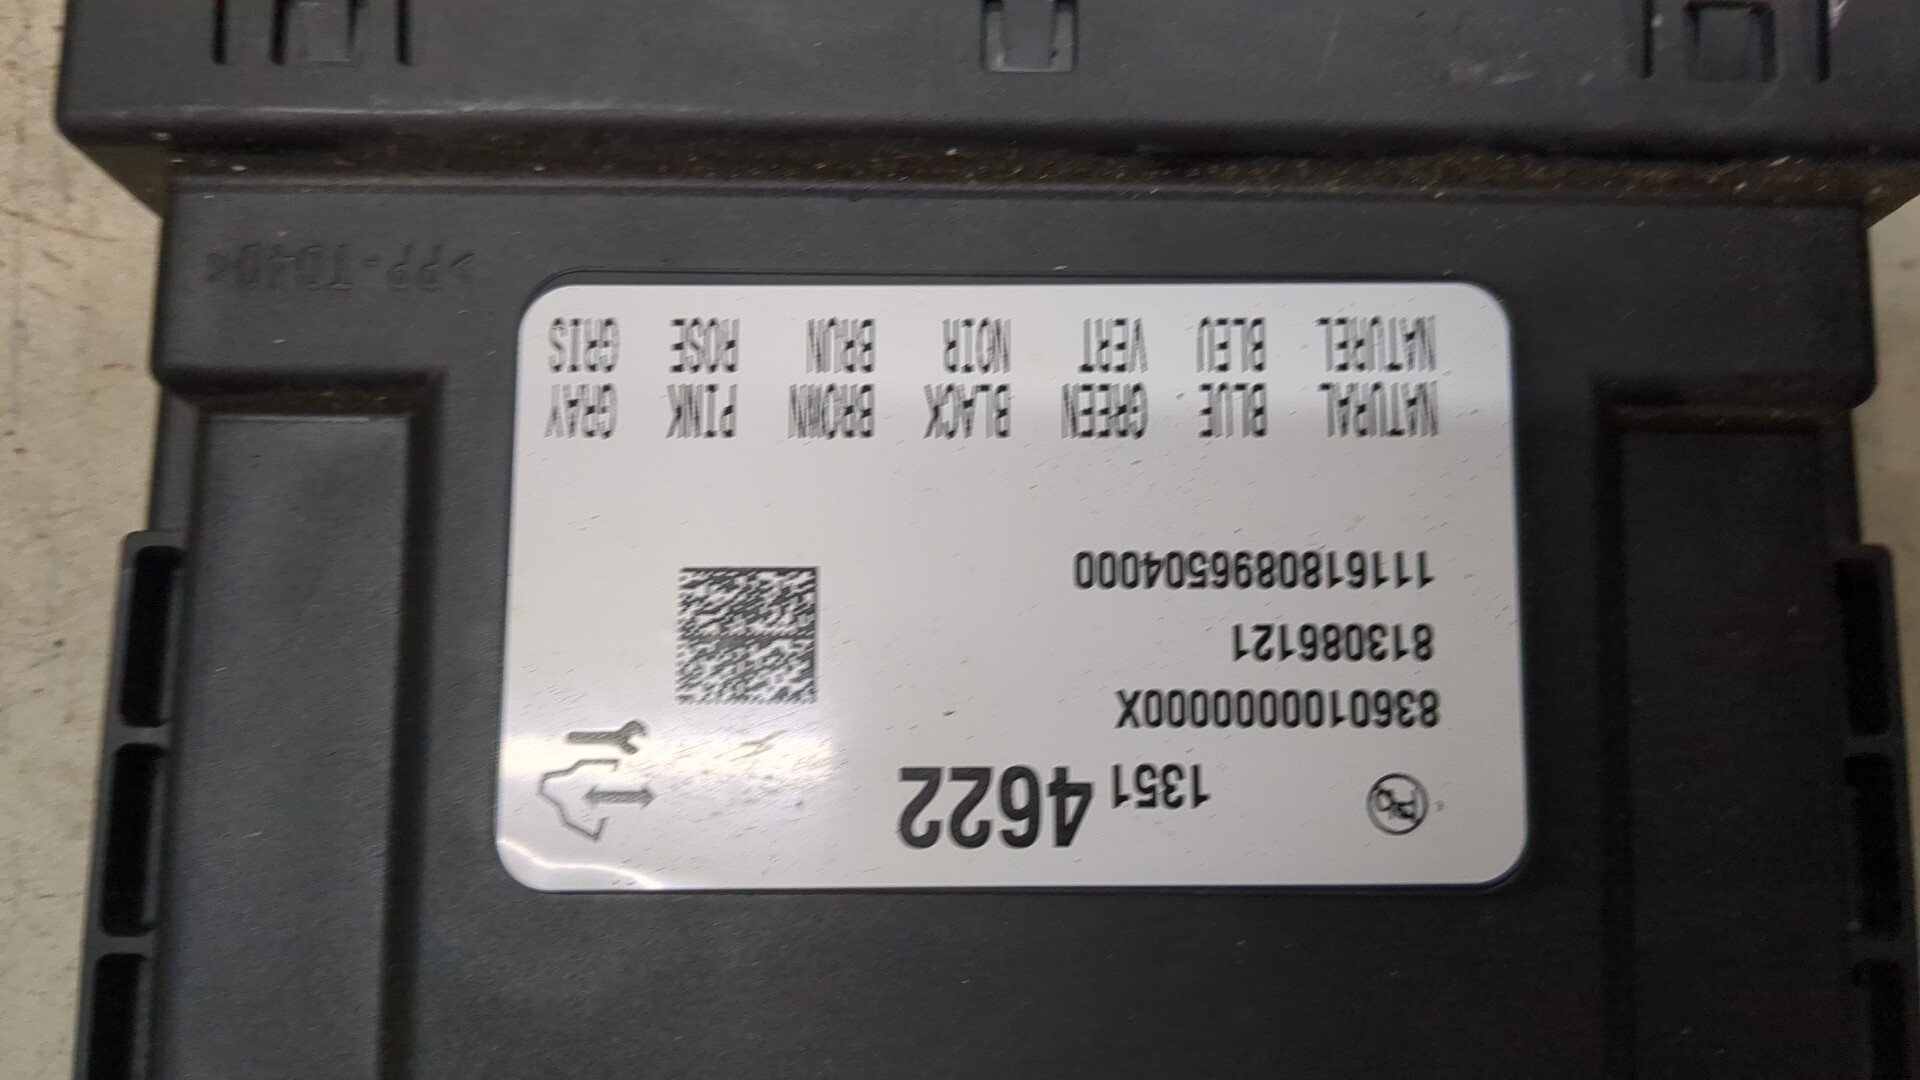 1351 4622
8360100000000X
813086121
1116180896504000
NATURAL BLUE GREEN BLACK BROWN PINK GRAY
NATUREL BLEU VERT NOIR BRUN ROSE GRIS
>PP-TD40<